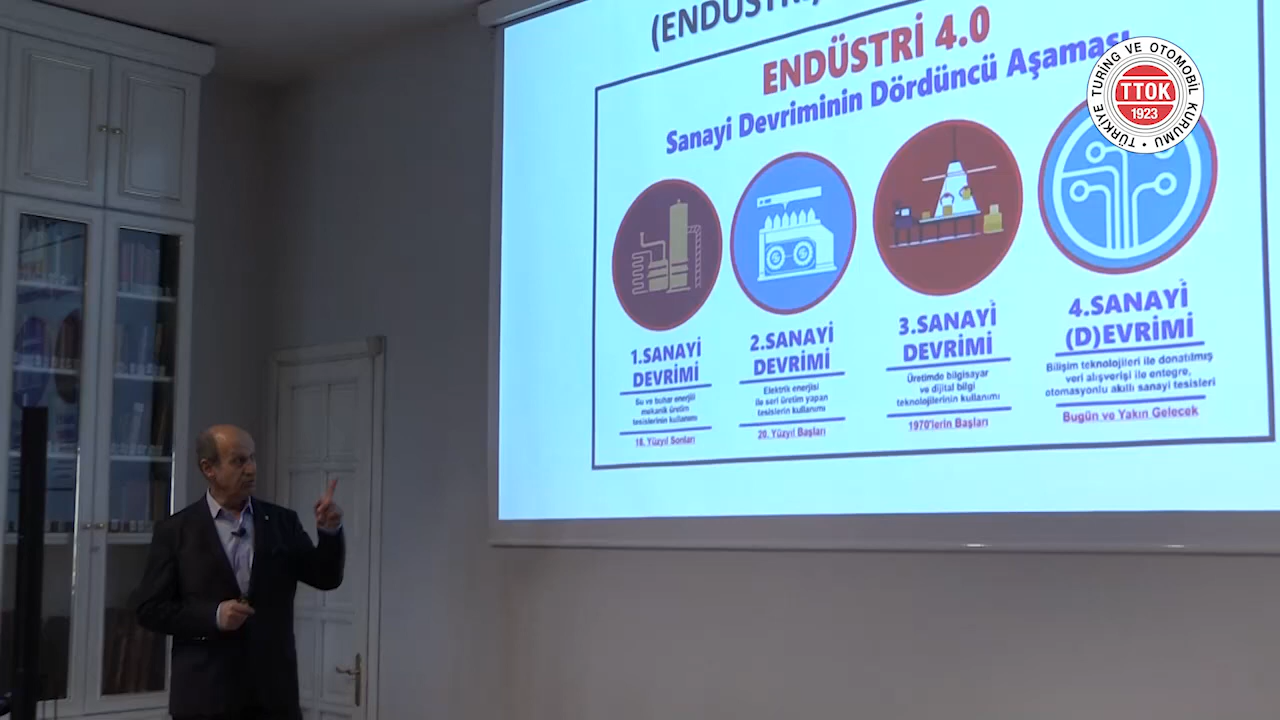 (ENDÜSTRİ
ENDÜSTRİ 4.0
Sanayi Devriminin Dördüncü Aşaması
TÜRKİYE TURİNG VE OTOMOBİL KURUMU
TTOK
1923
1.SANAYİ
DEVRİMİ
Su ve buhar enerjili
mekanik üretim
tesislerinin kullanımı
18. Yüzyıl Sonları
2.SANAYİ
DEVRİMİ
Elektrik enerjisi
ile seri üretim yapan
tesislerin kullanımı
20. Yüzyıl Başları
3.SANAYİ
DEVRİMİ
Üretimde bilgisayar
ve dijital bilgi
teknolojilerinin kullanımı
1970'lerin Başları
4.SANAYİ
(D)EVRİMİ
Bilişim teknolojileri ile donatılmış
veri alışverişi ile entegre,
otomasyonlu akıllı sanayi tesisleri
Bugün ve Yakın Gelecek